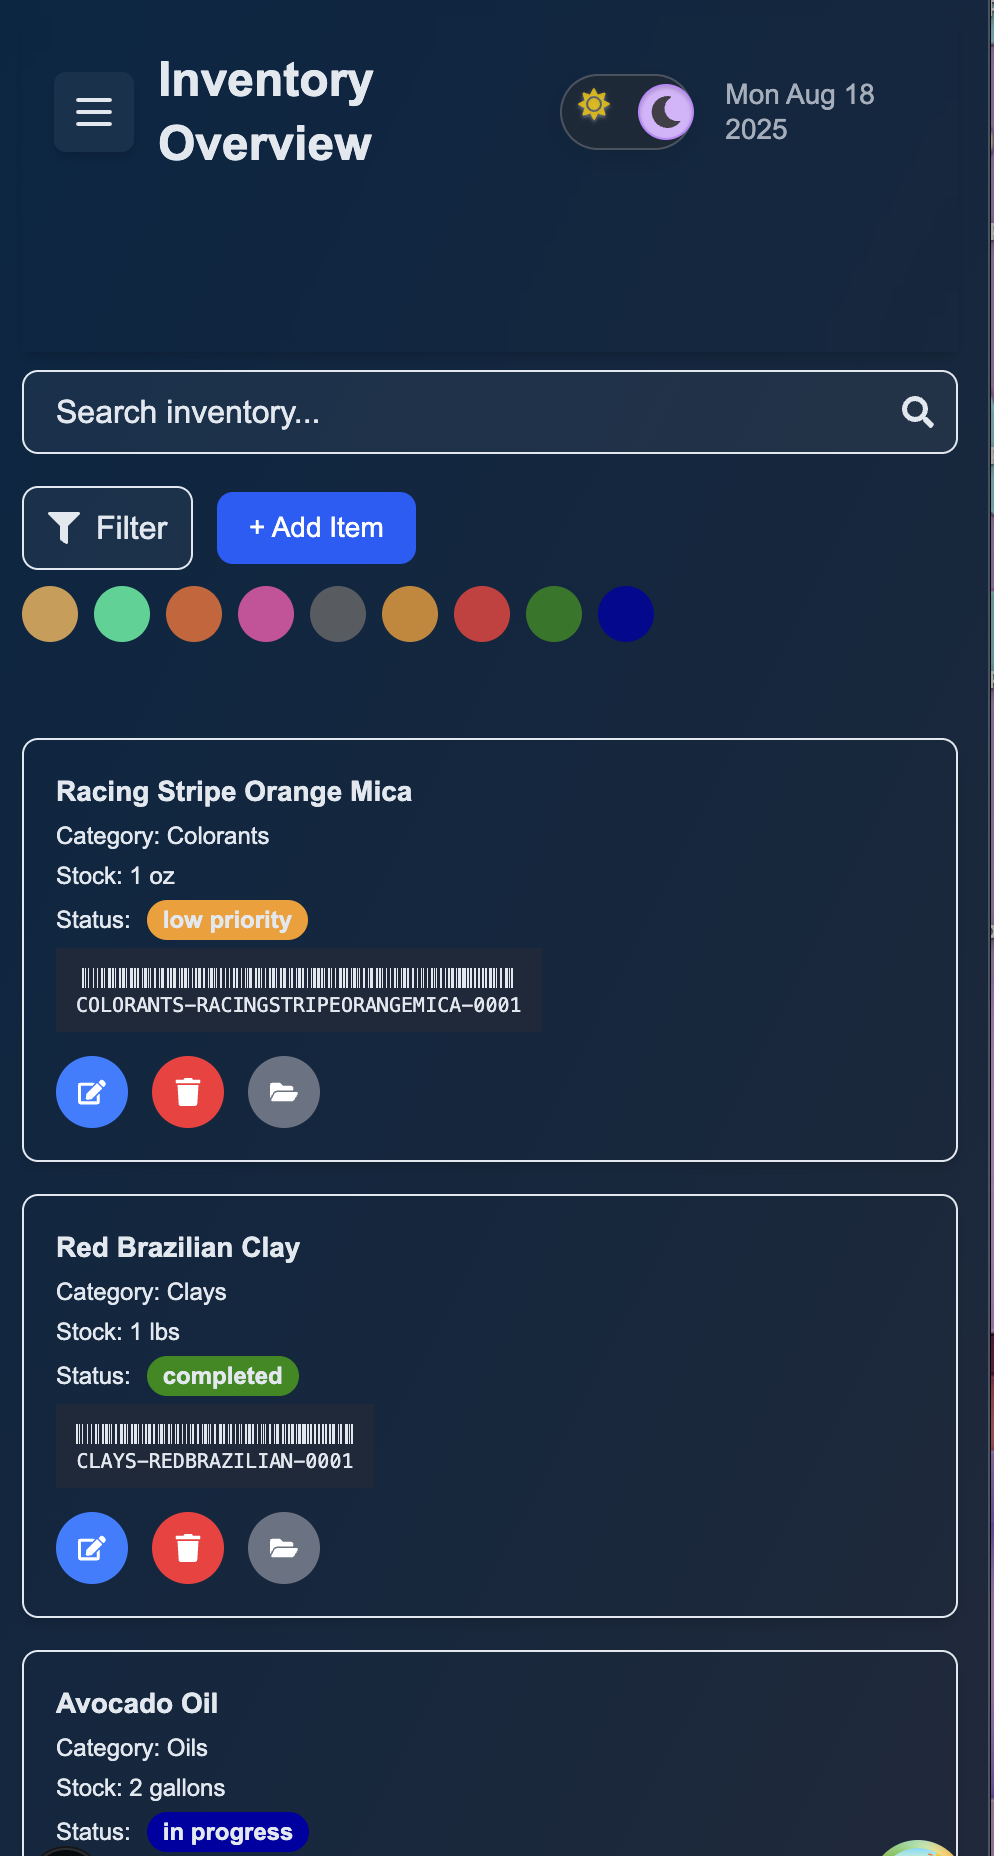 Inventory
Overview
Mon Aug 18
2025
Search inventory...
Filter
+ Add Item
Racing Stripe Orange Mica
Category: Colorants
Stock: 1 oz
Status: low priority
COLORANTS-RACINGSTRIPEORANGEMICA-0001
Red Brazilian Clay
Category: Clays
Stock: 1 lbs
Status: completed
CLAYS-REDBRAZILIAN-0001
Avocado Oil
Category: Oils
Stock: 2 gallons
Status: in progress